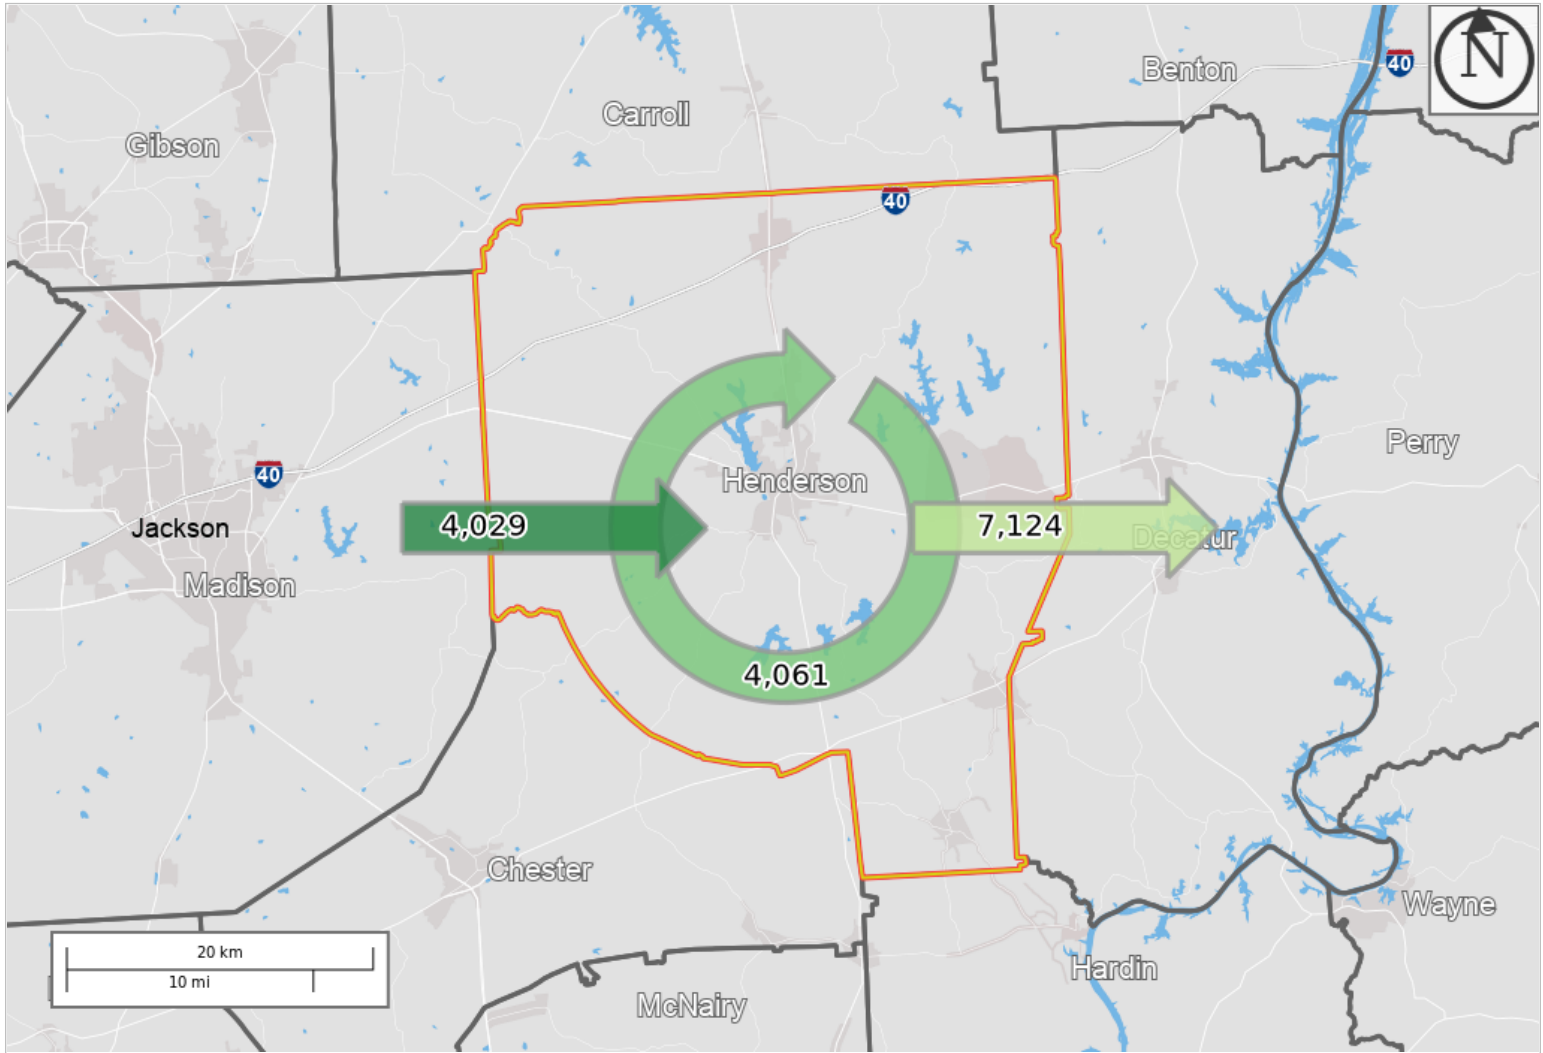 N
40
Benton
Carroll
Gibson
40
Perry
40
Henderson
4,029
7,124
Jackson
Decatur
Madison
4,061
Chester
Wayne
20 km
10 mi
Hardin
McNairy